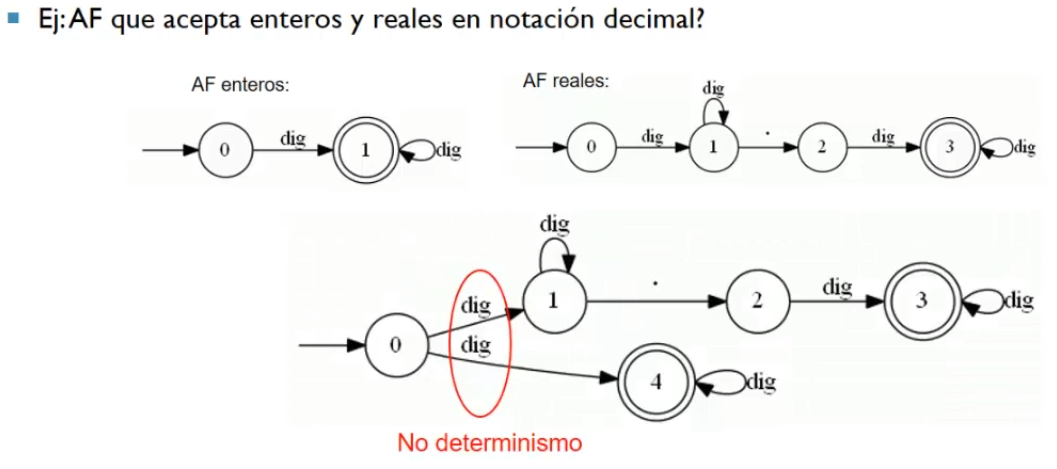 Ej: AF que acepta enteros y reales en notación decimal?
AF enteros:
0 dig 1 dig
AF reales:
dig
0 dig 1 . 2 dig 3 dig
dig
0 dig 1 . 2 dig 3 dig
dig 4 dig
No determinismo